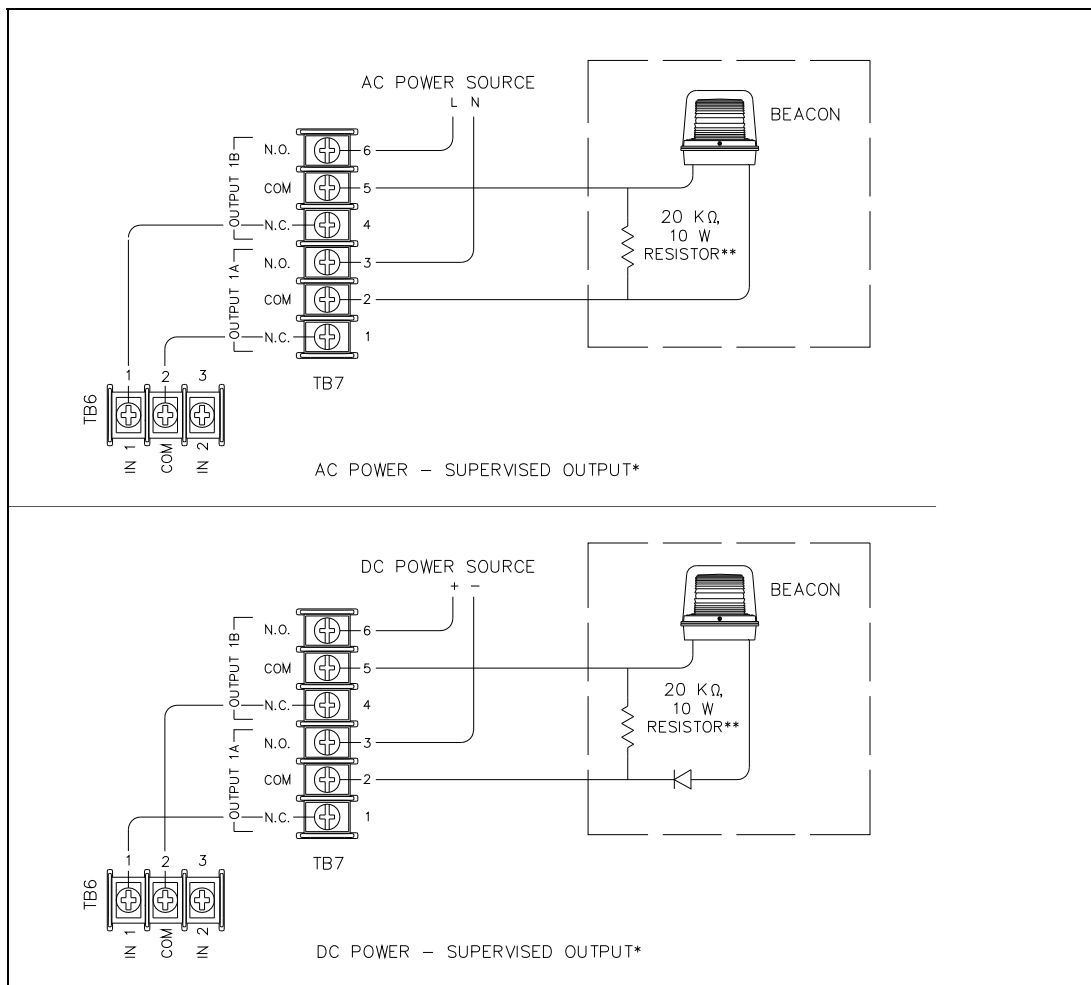 AC POWER SOURCE
L N
BEACON
OUTPUT 1B
N.O. 6
COM 5
N.C. 4
OUTPUT 1A
N.O. 3
COM 2
N.C. 1
20 KΩ,
10 W
RESISTOR**
TB7
1 2 3
TB6
IN 1
COM
IN 2
AC POWER – SUPERVISED OUTPUT*
DC POWER SOURCE
+ –
BEACON
OUTPUT 1B
N.O. 6
COM 5
N.C. 4
OUTPUT 1A
N.O. 3
COM 2
N.C. 1
20 KΩ,
10 W
RESISTOR**
TB7
1 2 3
TB6
IN 1
COM
IN 2
DC POWER – SUPERVISED OUTPUT*